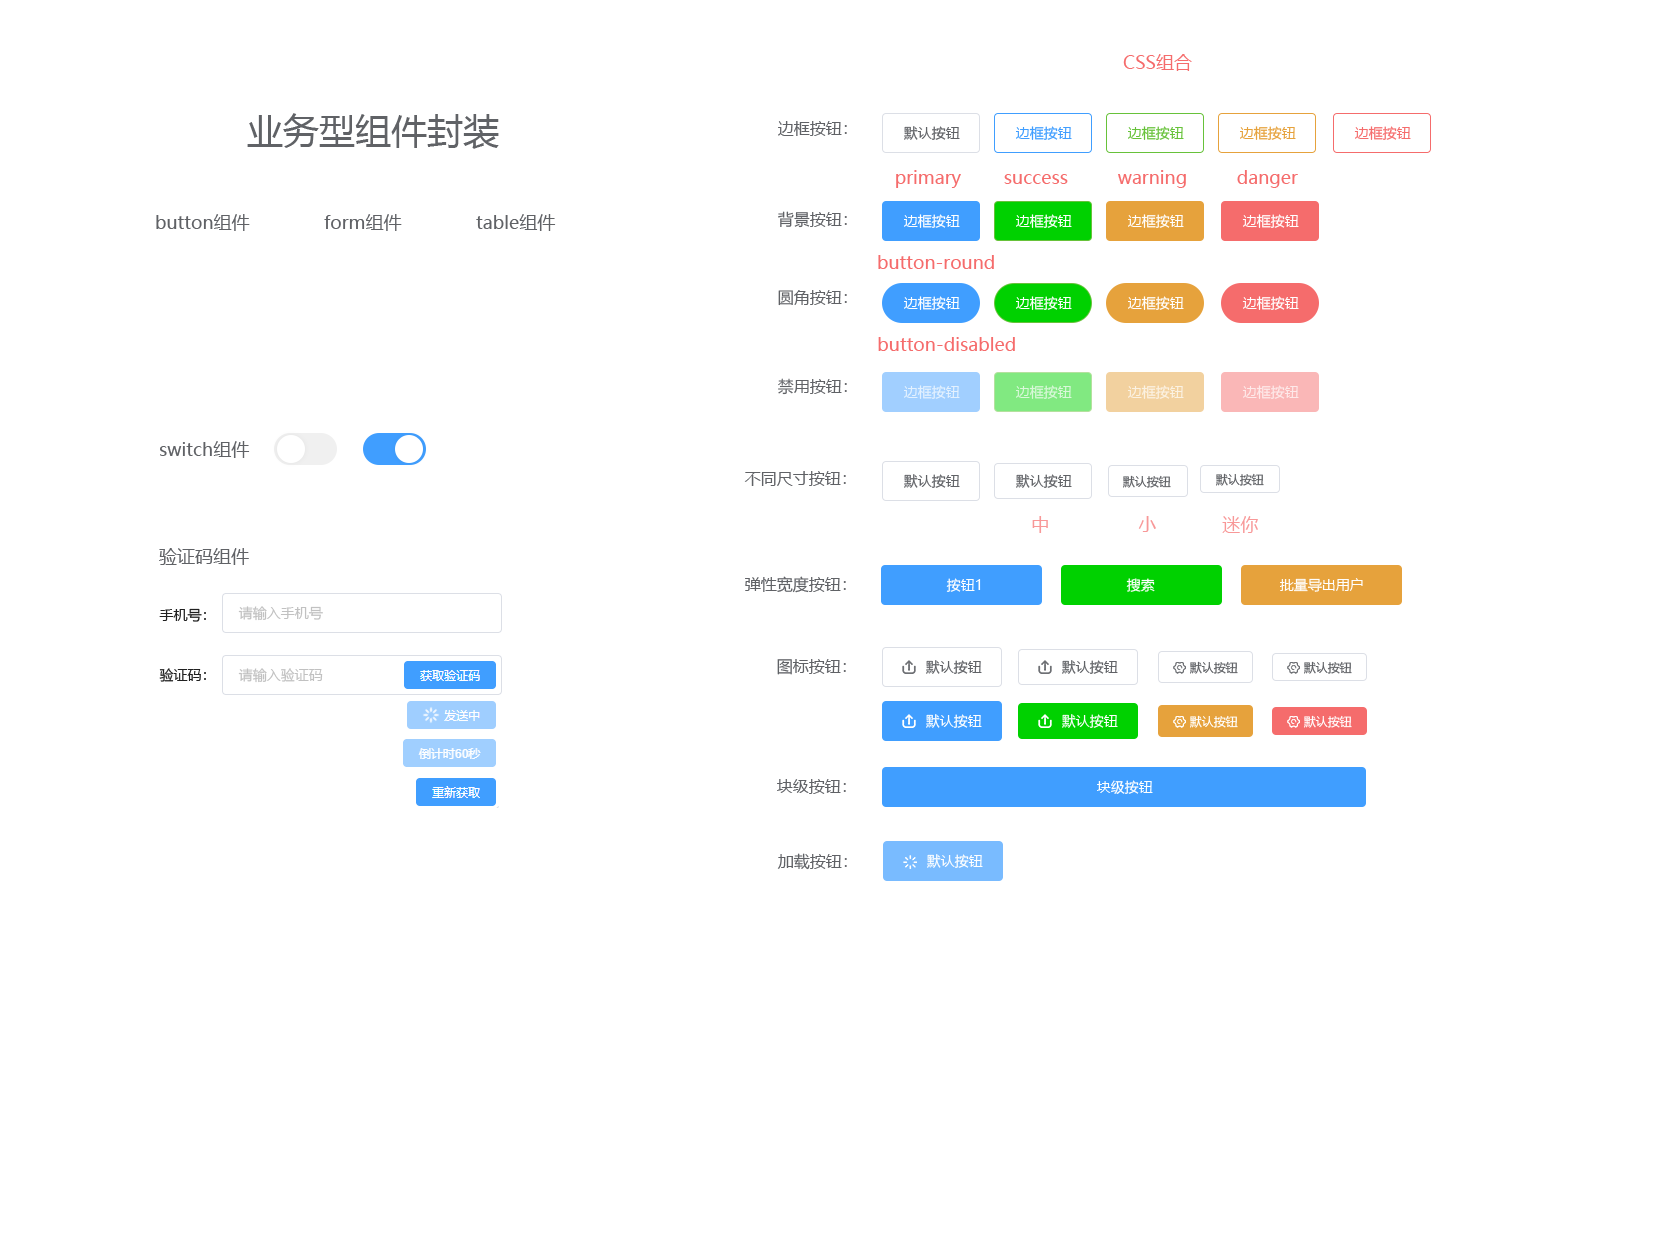 业务型组件封装
button组件 form组件 table组件
switch组件
验证码组件
手机号： 请输入手机号
验证码： 请输入验证码 获取验证码
发送中
倒计时60秒
重新获取
CSS组合
边框按钮： 默认按钮 边框按钮 边框按钮 边框按钮 边框按钮
primary success warning danger
背景按钮： 边框按钮 边框按钮 边框按钮 边框按钮
button-round
圆角按钮： 边框按钮 边框按钮 边框按钮 边框按钮
button-disabled
禁用按钮： 边框按钮 边框按钮 边框按钮 边框按钮
不同尺寸按钮： 默认按钮 默认按钮 默认按钮 默认按钮
中 小 迷你
弹性宽度按钮： 按钮1 搜索 批量导出用户
图标按钮： 默认按钮 默认按钮 默认按钮 默认按钮
默认按钮 默认按钮 默认按钮 默认按钮
块级按钮： 块级按钮
加载按钮： 默认按钮